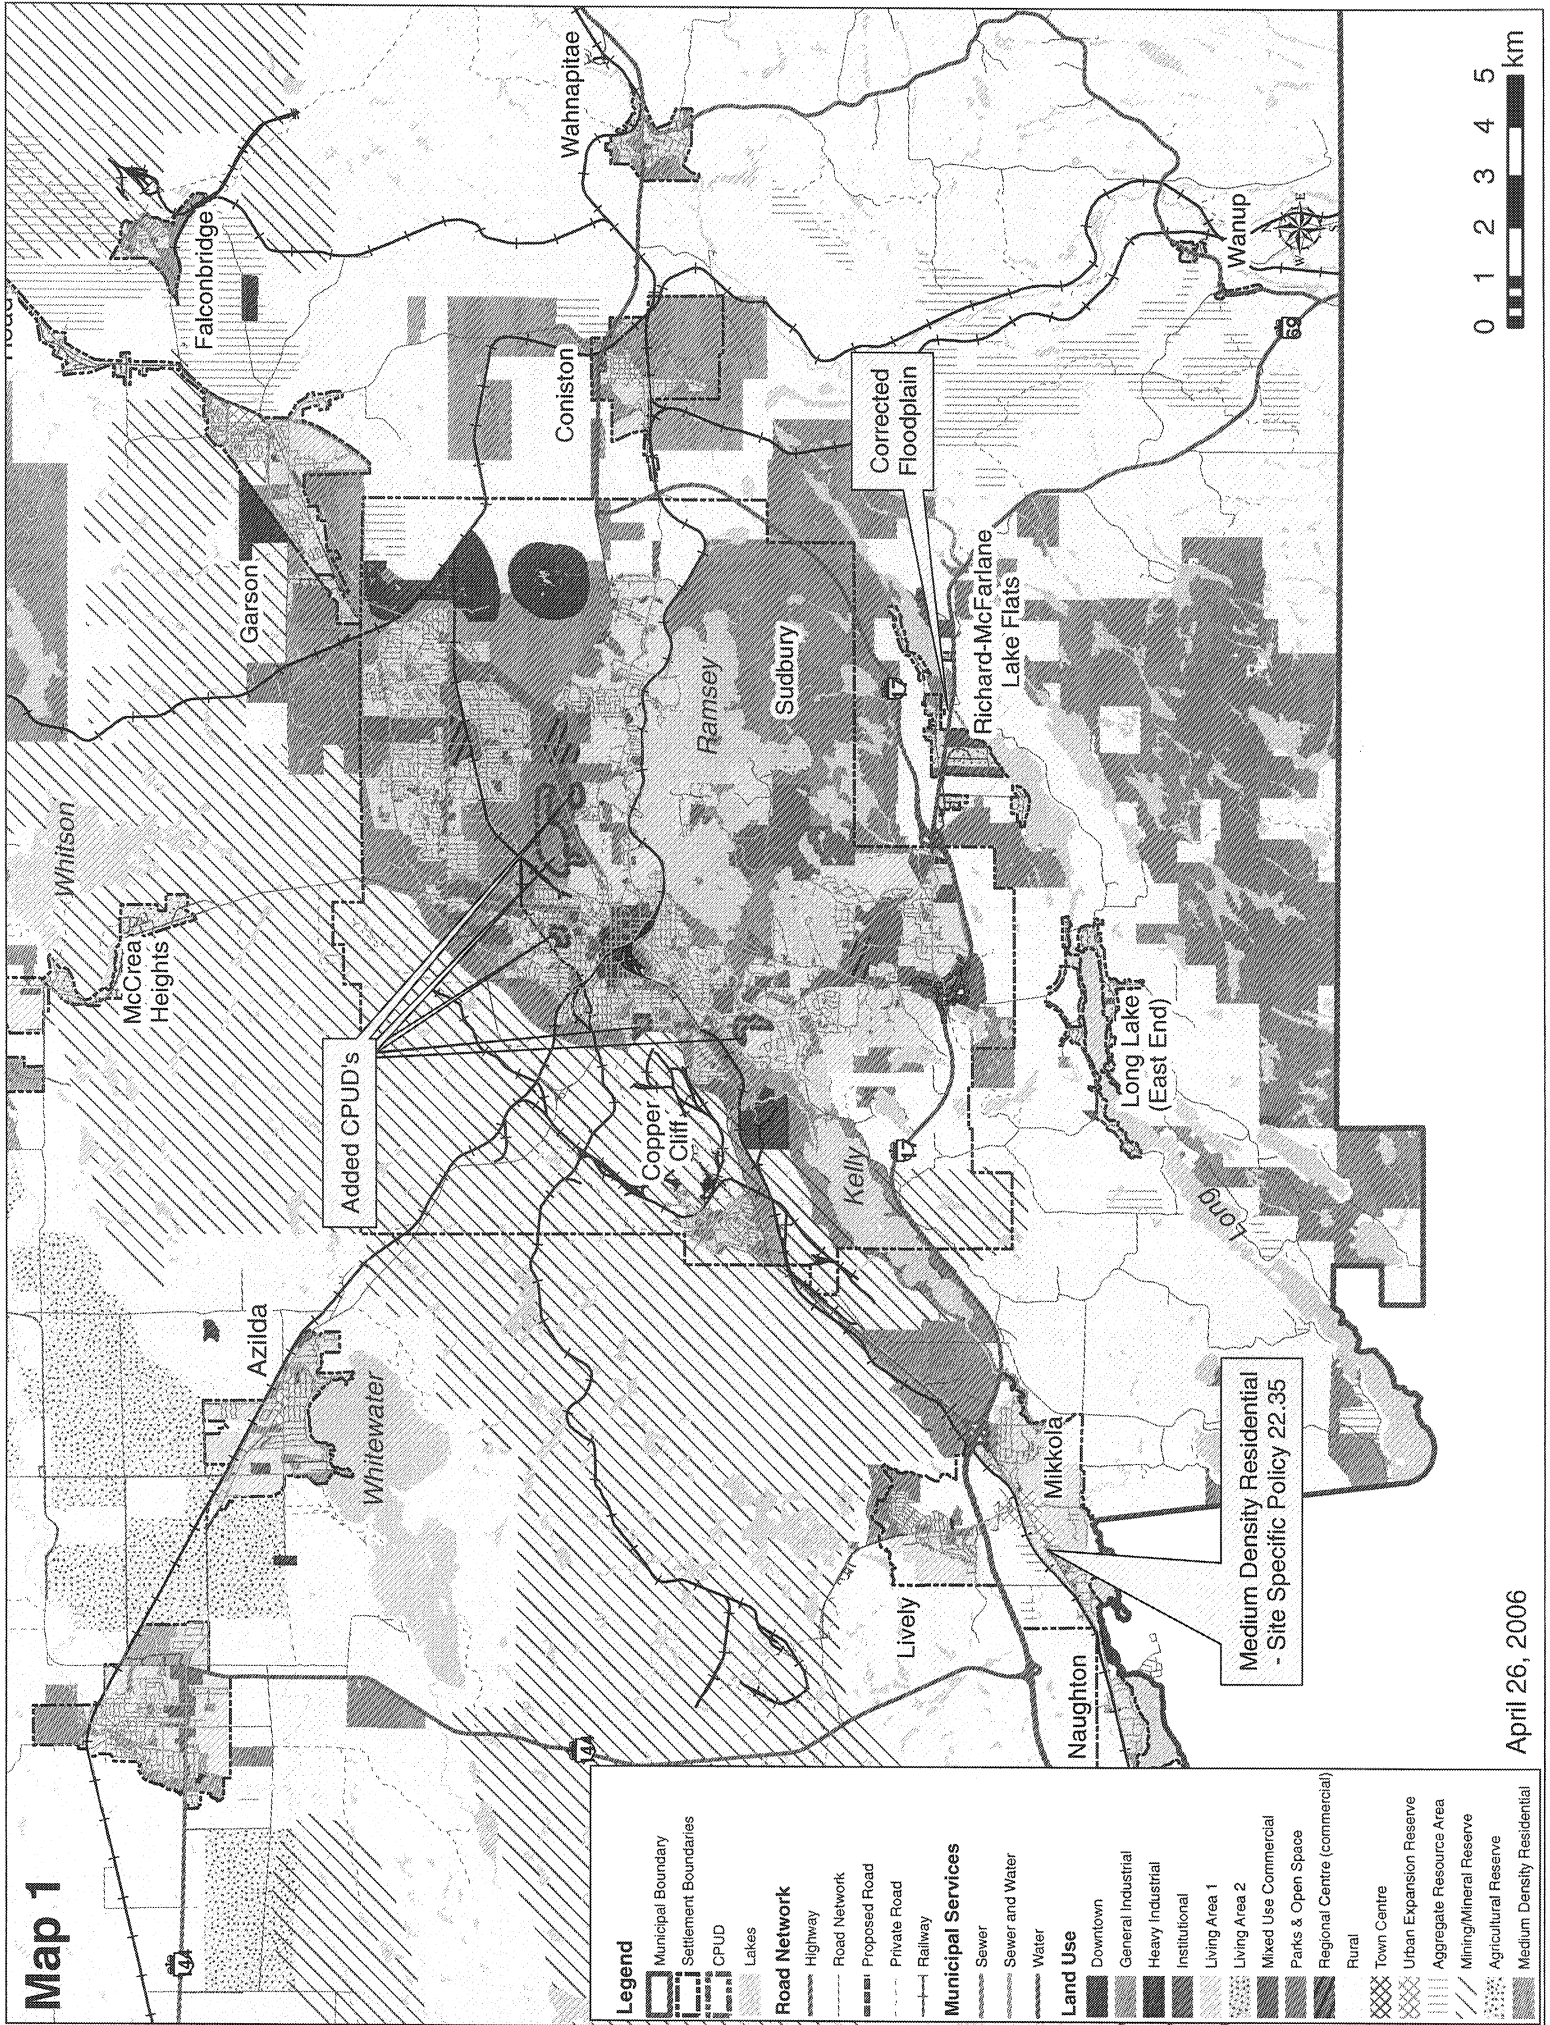 Map 1
Whitson
Falconbridge
Wahnapitae
Garson
McCrea
Heights
Coniston
Added CPUD's
Azilda
Whitewater
Ramsey
Sudbury
Corrected
Floodplain
Wanup
W
E
69
17
Copper
Cliff
Kelly
17
Richard-McFarlane
Lake Flats
Long Lake
(East End)
Long
Lively
Mikkola
Naughton
144
144
Medium Density Residential
- Site Specific Policy 22.35
April 26, 2006
0 1 2 3 4 5
km
Legend
Municipal Boundary
Settlement Boundaries
CPUD
Lakes
Road Network
Highway
Road Network
Proposed Road
Private Road
Railway
Municipal Services
Sewer
Sewer and Water
Water
Land Use
Downtown
General Industrial
Heavy Industrial
Institutional
Living Area 1
Living Area 2
Mixed Use Commercial
Parks & Open Space
Regional Centre (commercial)
Rural
Town Centre
Urban Expansion Reserve
Aggregate Resource Area
Mining/Mineral Reserve
Agricultural Reserve
Medium Density Residential